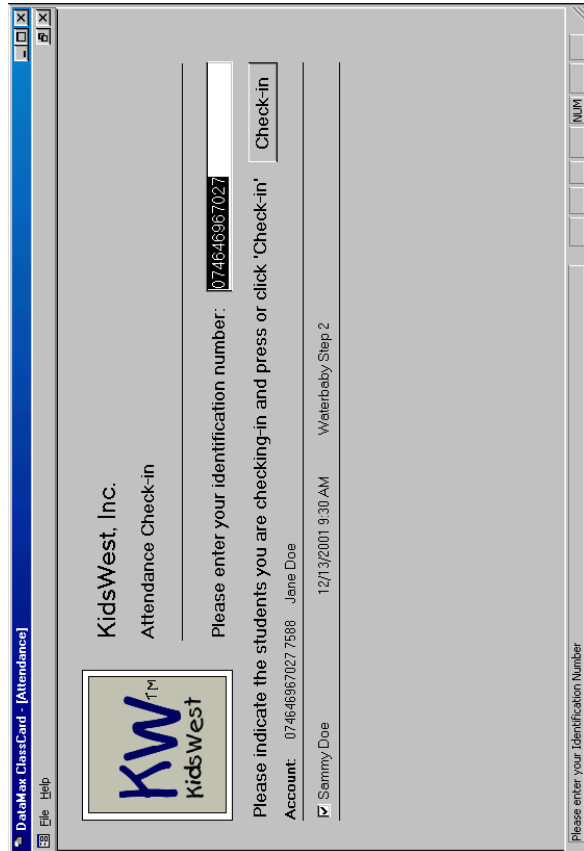 DataMax ClassCard - [Attendance]
File Help
KW TM
KidsWest
KidsWest, Inc.
Attendance Check-in
Please enter your identification number: 074646967027
Please indicate the students you are checking-in and press or click 'Check-in'
Check-in
Account: 074646967027 7588 Jane Doe
Sammy Doe 12/13/2001 9:30 AM Waterbaby Step 2
Please enter your Identification Number
NUM